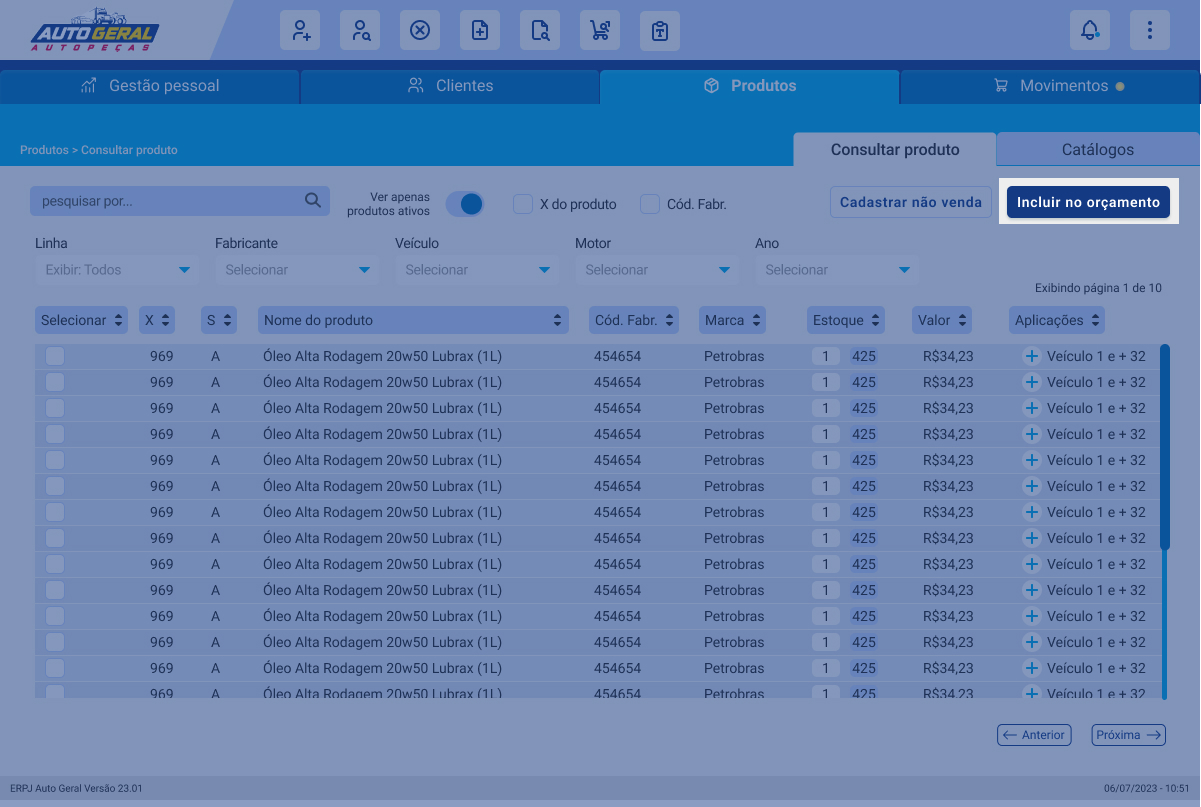 AUTO GERAL
AUTOPEÇAS
Gestão pessoal
Clientes
Produtos
Movimentos
Produtos > Consultar produto
Consultar produto
Catálogos
pesquisar por...
Ver apenas
produtos ativos
X do produto
Cód. Fabr.
Cadastrar não venda
Incluir no orçamento
Linha
Fabricante
Veículo
Motor
Ano
Exibir: Todos
Selecionar
Selecionar
Selecionar
Selecionar
Exibindo página 1 de 10
Selecionar X S Nome do produto Cód. Fabr. Marca Estoque Valor Aplicações
969 A Óleo Alta Rodagem 20w50 Lubrax (1L) 454654 Petrobras 1 425 R$34,23 + Veículo 1 e + 32
969 A Óleo Alta Rodagem 20w50 Lubrax (1L) 454654 Petrobras 1 425 R$34,23 + Veículo 1 e + 32
969 A Óleo Alta Rodagem 20w50 Lubrax (1L) 454654 Petrobras 1 425 R$34,23 + Veículo 1 e + 32
969 A Óleo Alta Rodagem 20w50 Lubrax (1L) 454654 Petrobras 1 425 R$34,23 + Veículo 1 e + 32
969 A Óleo Alta Rodagem 20w50 Lubrax (1L) 454654 Petrobras 1 425 R$34,23 + Veículo 1 e + 32
969 A Óleo Alta Rodagem 20w50 Lubrax (1L) 454654 Petrobras 1 425 R$34,23 + Veículo 1 e + 32
969 A Óleo Alta Rodagem 20w50 Lubrax (1L) 454654 Petrobras 1 425 R$34,23 + Veículo 1 e + 32
969 A Óleo Alta Rodagem 20w50 Lubrax (1L) 454654 Petrobras 1 425 R$34,23 + Veículo 1 e + 32
969 A Óleo Alta Rodagem 20w50 Lubrax (1L) 454654 Petrobras 1 425 R$34,23 + Veículo 1 e + 32
969 A Óleo Alta Rodagem 20w50 Lubrax (1L) 454654 Petrobras 1 425 R$34,23 + Veículo 1 e + 32
969 A Óleo Alta Rodagem 20w50 Lubrax (1L) 454654 Petrobras 1 425 R$34,23 + Veículo 1 e + 32
969 A Óleo Alta Rodagem 20w50 Lubrax (1L) 454654 Petrobras 1 425 R$34,23 + Veículo 1 e + 32
969 A Óleo Alta Rodagem 20w50 Lubrax (1L) 454654 Petrobras 1 425 R$34,23 + Veículo 1 e + 32
969 A Óleo Alta Rodagem 20w50 Lubrax (1L) 454654 Petrobras 1 425 R$34,23 + Veículo 1 e + 32
← Anterior
Próxima →
ERPJ Auto Geral Versão 23.01
06/07/2023 - 10:51